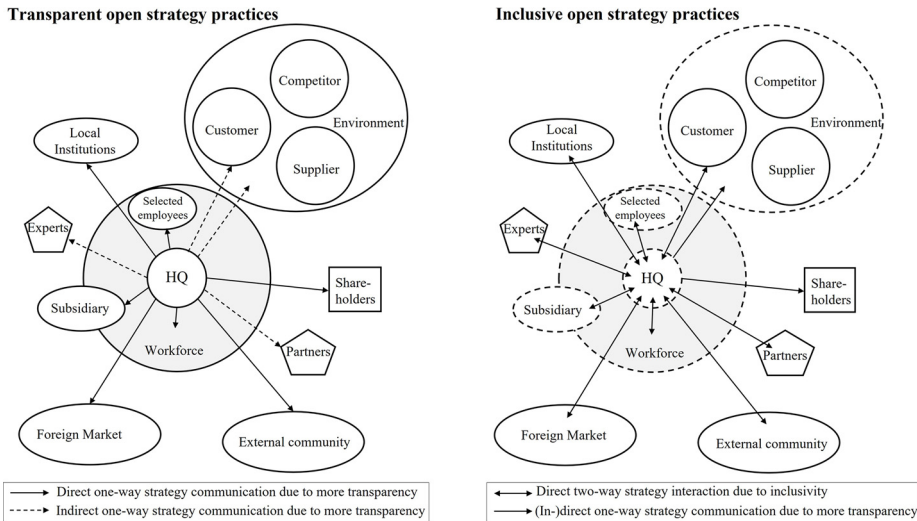 Transparent open strategy practices
Competitor
Environment
Customer
Supplier
Local
Institutions
Selected
employees
Experts
HQ
Share-
holders
Subsidiary
Workforce
Partners
Foreign Market
External community
Direct one-way strategy communication due to more transparency
Indirect one-way strategy communication due to more transparency
Inclusive open strategy practices
Competitor
Environment
Customer
Supplier
Local
Institutions
Selected
employees
Experts
HQ
Share-
holders
Subsidiary
Workforce
Partners
Foreign Market
External community
Direct two-way strategy interaction due to inclusivity
(In-)direct one-way strategy communication due to more transparency